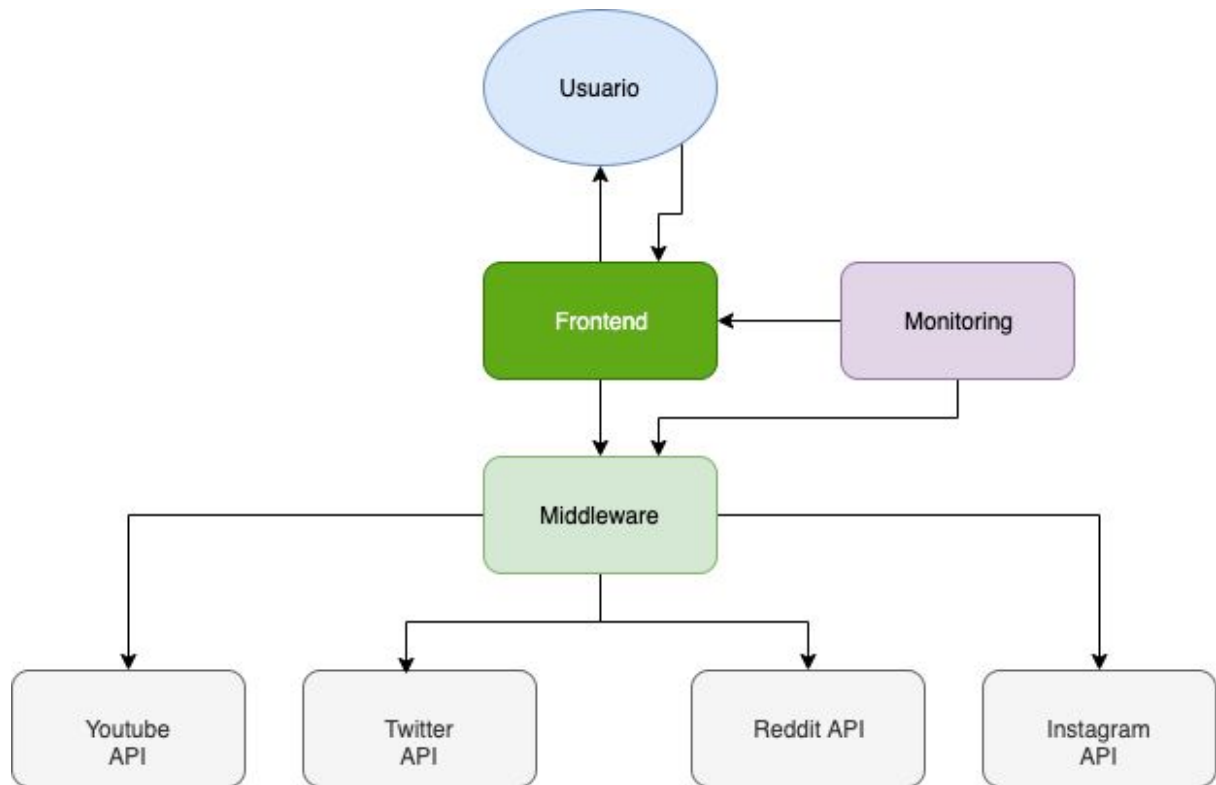 Usuario
Frontend
Monitoring
Middleware
Youtube
API
Twitter
API
Reddit API
Instagram
API